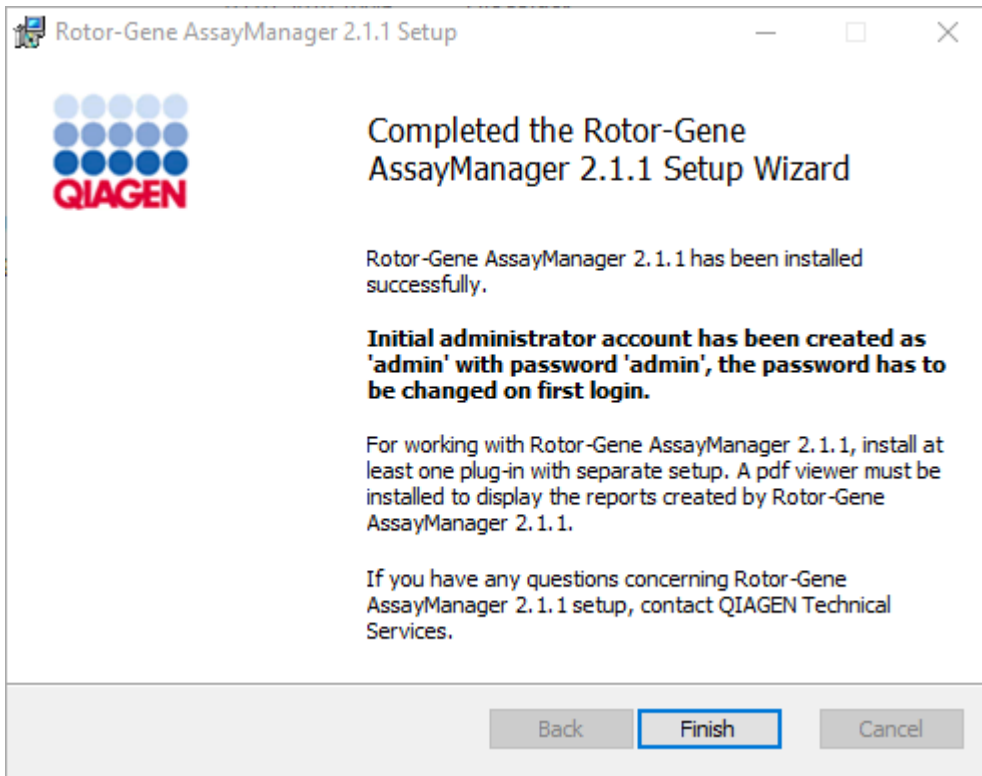 Rotor-Gene AssayManager 2.1.1 Setup
QIAGEN
Completed the Rotor-Gene
AssayManager 2.1.1 Setup Wizard
Rotor-Gene AssayManager 2.1.1 has been installed
successfully.
Initial administrator account has been created as
'admin' with password 'admin', the password has to
be changed on first login.
For working with Rotor-Gene AssayManager 2.1.1, install at
least one plug-in with separate setup. A pdf viewer must be
installed to display the reports created by Rotor-Gene
AssayManager 2.1.1.
If you have any questions concerning Rotor-Gene
AssayManager 2.1.1 setup, contact QIAGEN Technical
Services.
Back Finish Cancel